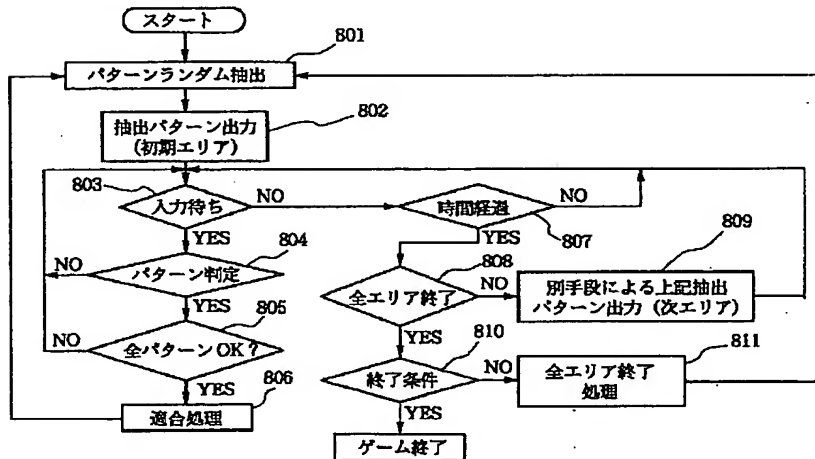 スタート
801
パターンランダム抽出
802
抽出パターン出力
(初期エリア)
803
入力待ち
NO
時間経過
NO
807
YES
YES
804
パターン判定
NO
808
809
全エリア終了
NO
別手段による上記抽出
パターン出力(次エリア)
YES
805
全パターンOK?
NO
YES
810
811
終了条件
NO
全エリア終了
処理
YES
806
適合処理
YES
ゲーム終了